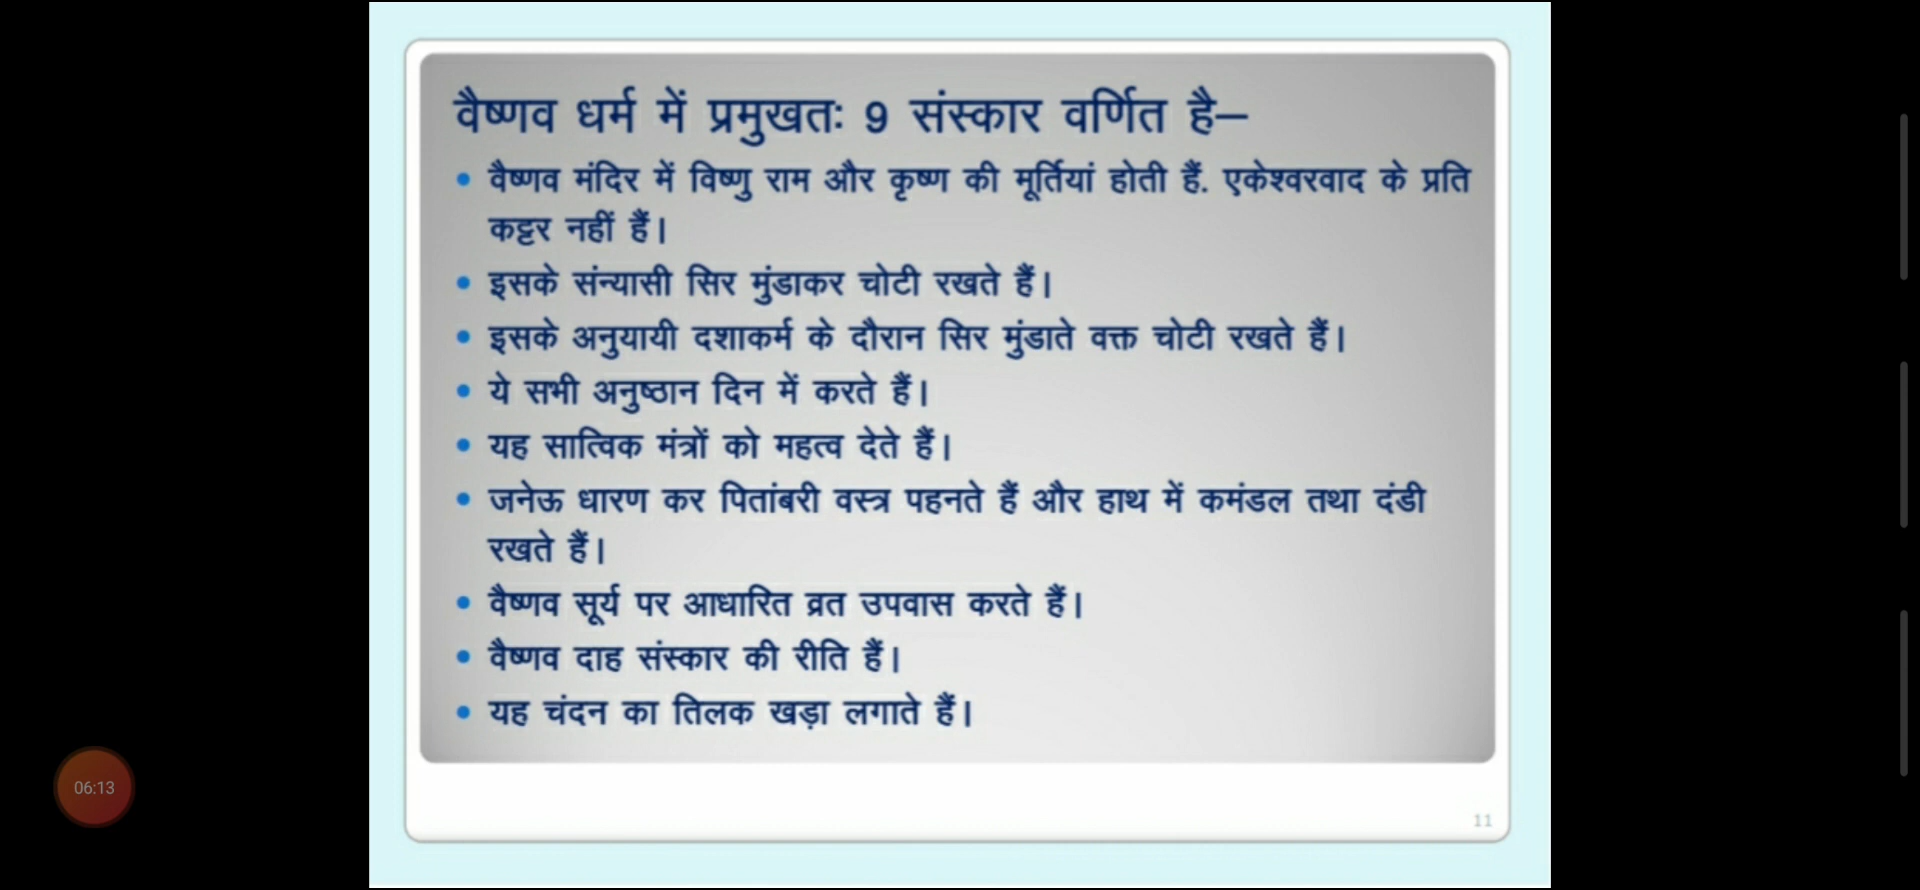 वैष्णव धर्म में प्रमुखतः 9 संस्कार वर्णित है–
• वैष्णव मंदिर में विष्णु राम और कृष्ण की मूर्तियां होती हैं. एकेश्वरवाद के प्रति
कट्टर नहीं हैं।
• इसके संन्यासी सिर मुंडाकर चोटी रखते हैं।
• इसके अनुयायी दशाकर्म के दौरान सिर मुंडाते वक्त चोटी रखते हैं।
• ये सभी अनुष्ठान दिन में करते हैं।
• यह सात्विक मंत्रों को महत्व देते हैं।
• जनेऊ धारण कर पितांबरी वस्त्र पहनते हैं और हाथ में कमंडल तथा दंडी
रखते हैं।
• वैष्णव सूर्य पर आधारित व्रत उपवास करते हैं।
• वैष्णव दाह संस्कार की रीति हैं।
• यह चंदन का तिलक खड़ा लगाते हैं।
06:13
11